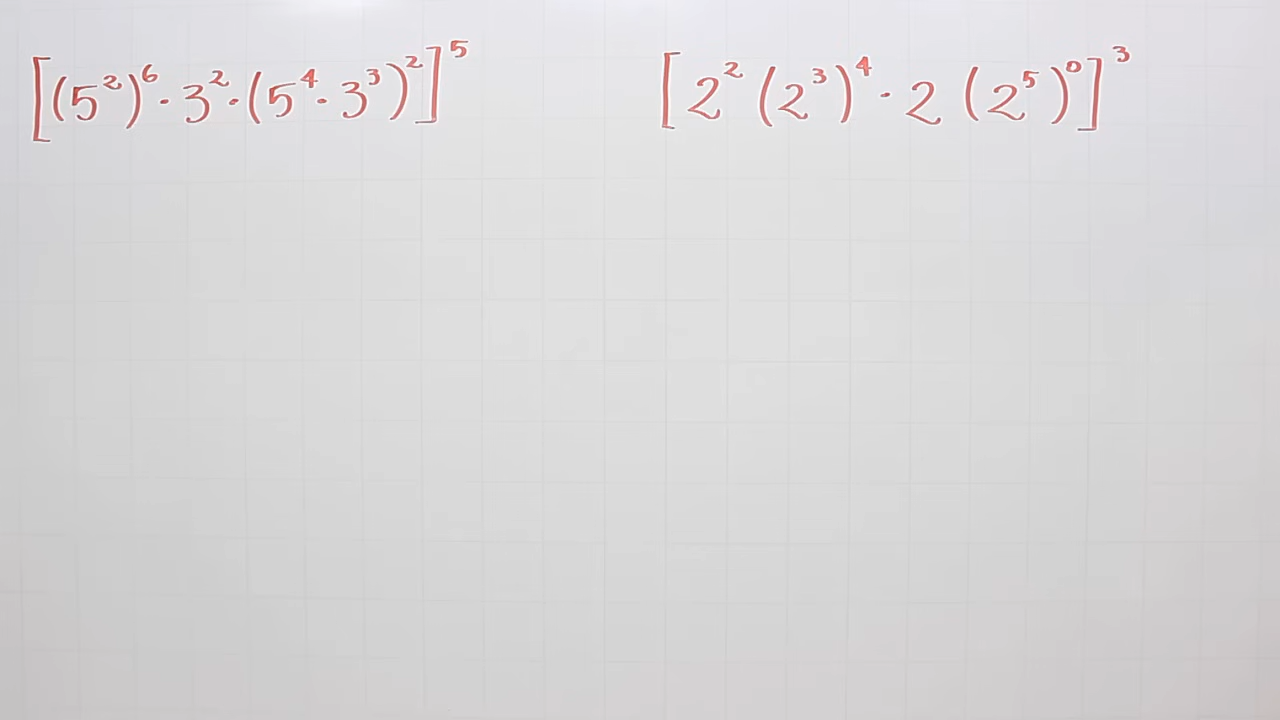 [(5²)⁶ · 3² · (5⁴ · 3³)²]⁵
[2² (2³)⁴ · 2 (2⁵)⁰]³